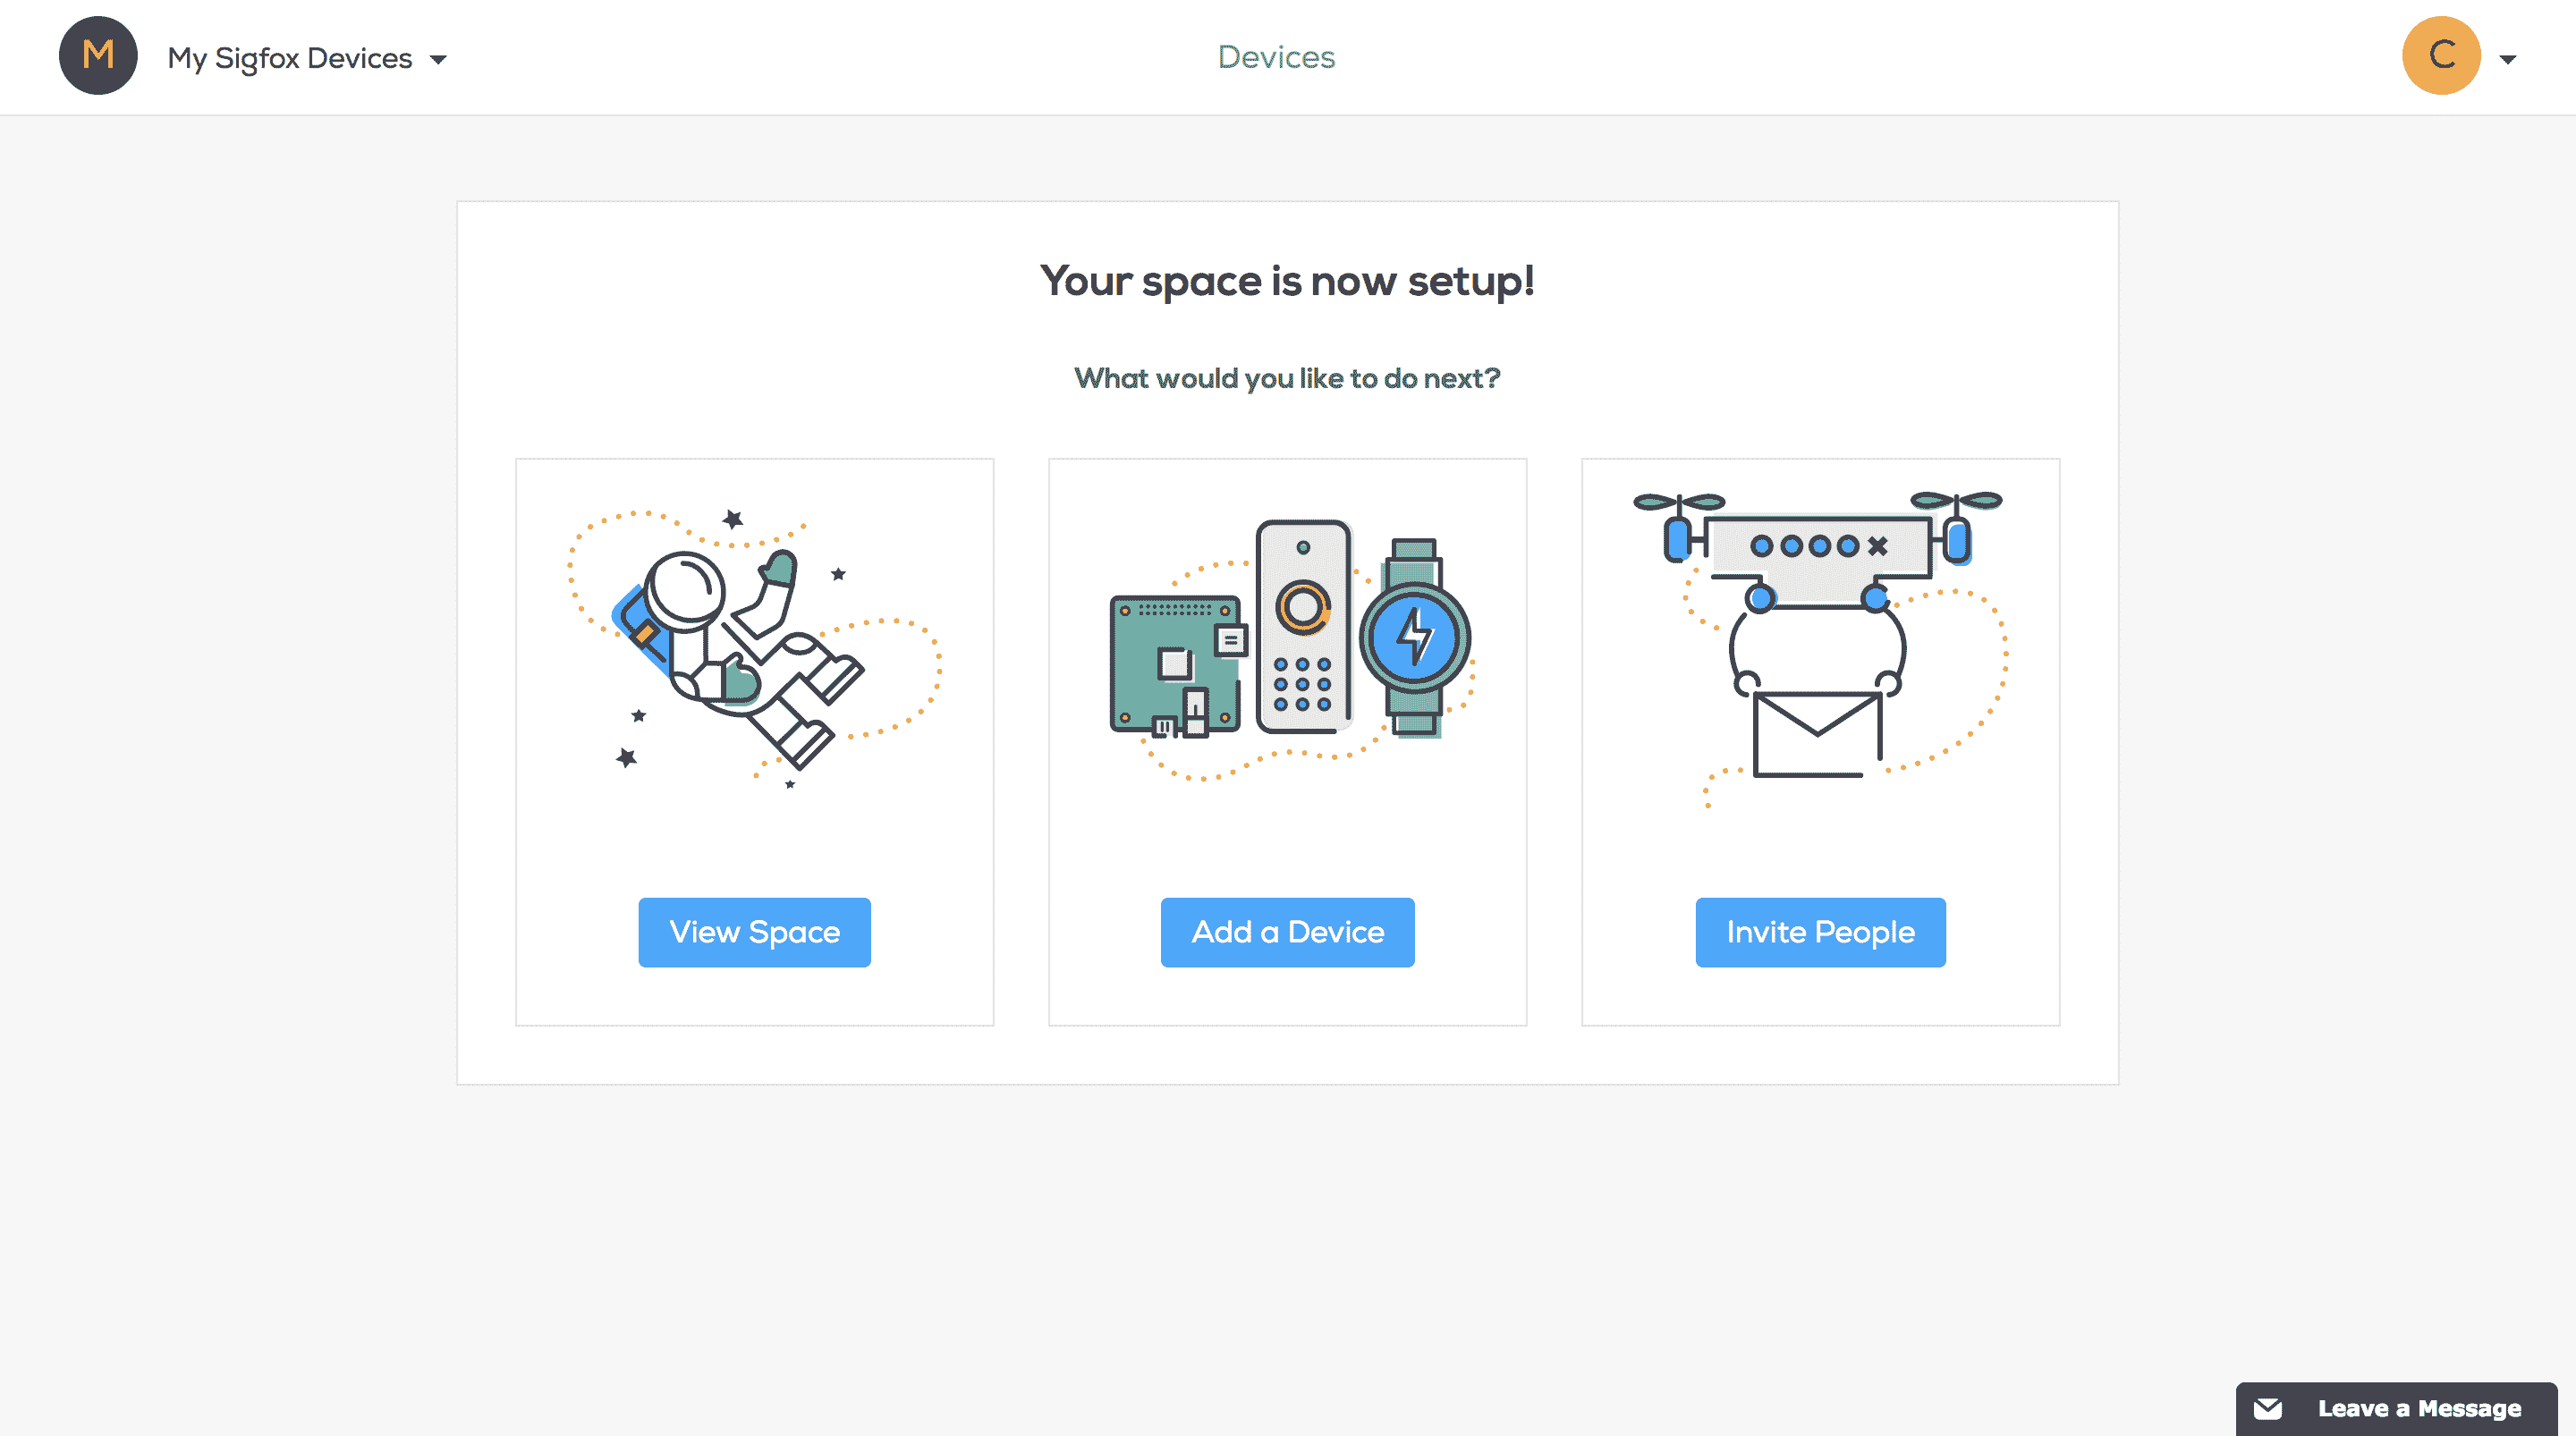 M
My Sigfox Devices
Devices
C
Your space is now setup!
What would you like to do next?
View Space
Add a Device
Invite People
Leave a Message